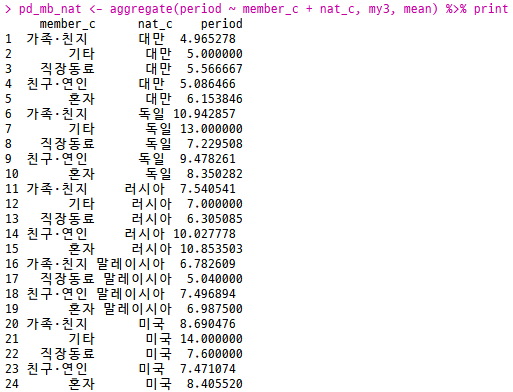 > pd_mb_nat <- aggregate(period ~ member_c + nat_c, my3, mean) %>% print
member_c nat_c period
1 가족·친지 대만 4.965278
2 기타 대만 5.000000
3 직장동료 대만 5.566667
4 친구·연인 대만 5.086466
5 혼자 대만 6.153846
6 가족·친지 독일 10.942857
7 기타 독일 13.000000
8 직장동료 독일 7.229508
9 친구·연인 독일 9.478261
10 혼자 독일 8.350282
11 가족·친지 러시아 7.540541
12 기타 러시아 7.000000
13 직장동료 러시아 6.305085
14 친구·연인 러시아 10.027778
15 혼자 러시아 10.853503
16 가족·친지 말레이시아 6.782609
17 직장동료 말레이시아 5.040000
18 친구·연인 말레이시아 7.496894
19 혼자 말레이시아 6.987500
20 가족·친지 미국 8.690476
21 기타 미국 14.000000
22 직장동료 미국 7.600000
23 친구·연인 미국 7.471074
24 혼자 미국 8.405520